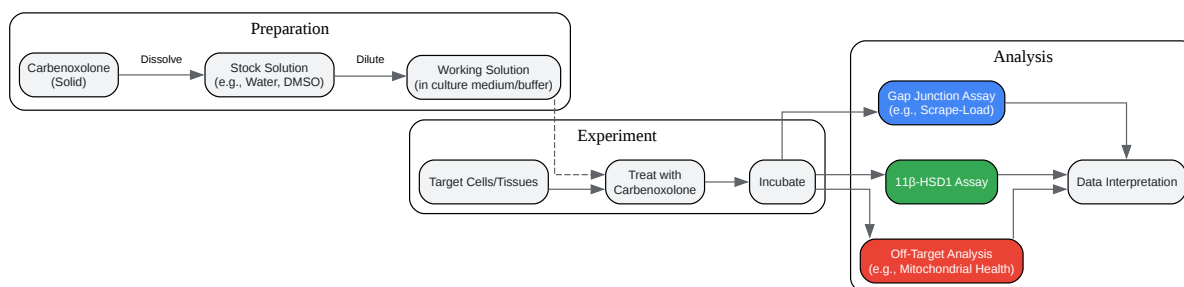 Preparation
Carbenoxolone
(Solid)
Dissolve
Stock Solution
(e.g., Water, DMSO)
Dilute
Working Solution
(in culture medium/buffer)
Experiment
Target Cells/Tissues
Treat with
Carbenoxolone
Incubate
Analysis
Gap Junction Assay
(e.g., Scrape-Load)
11β-HSD1 Assay
Off-Target Analysis
(e.g., Mitochondrial Health)
Data Interpretation